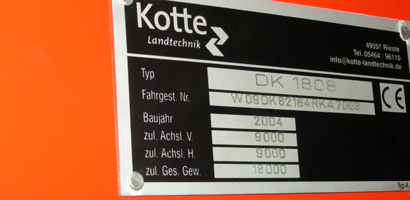 Kotte
Landtechnik
49597 Rieste
Tel. 05464 : 96110
info@kotte-landtechnik.de
Typ DK 1808
Fahrgest. Nr.
CE
Baujahr 2004
zul. Achsl. V. 9000
zul. Achsl. H. 9000
zul. Ges. Gew. 18000